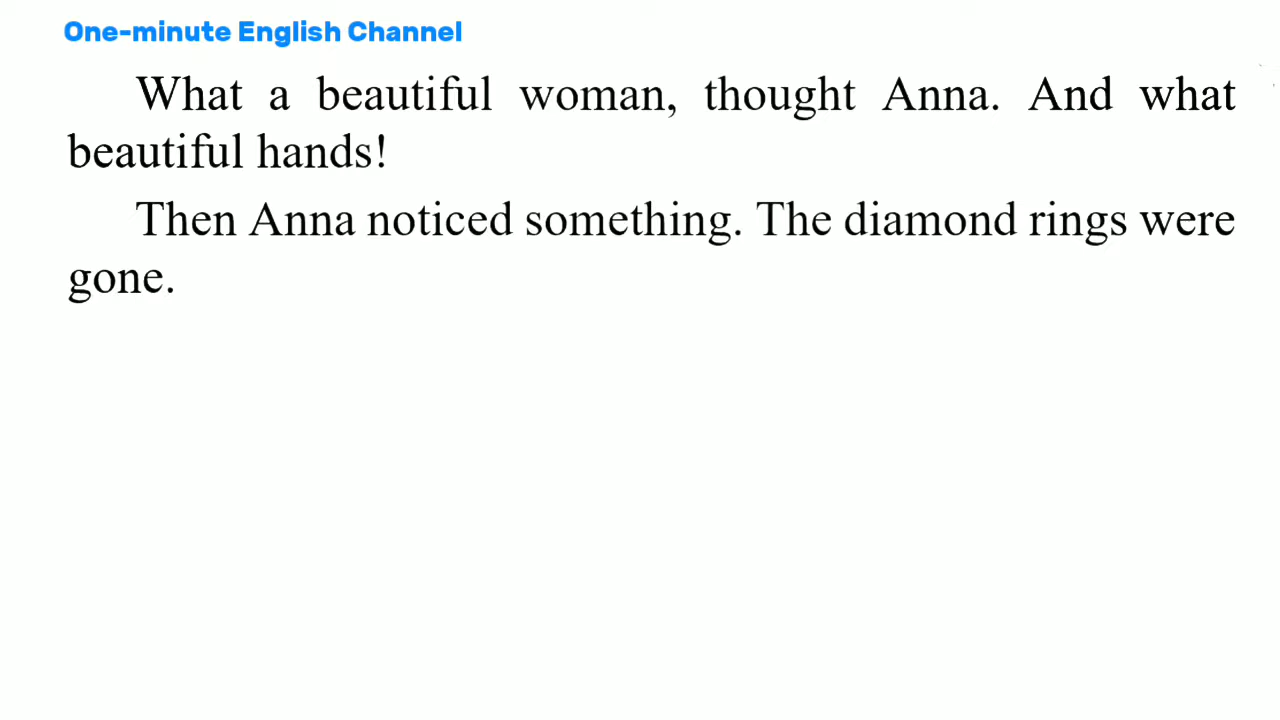 One-minute English Channel
What a beautiful woman, thought Anna. And what
beautiful hands!
Then Anna noticed something. The diamond rings were
gone.